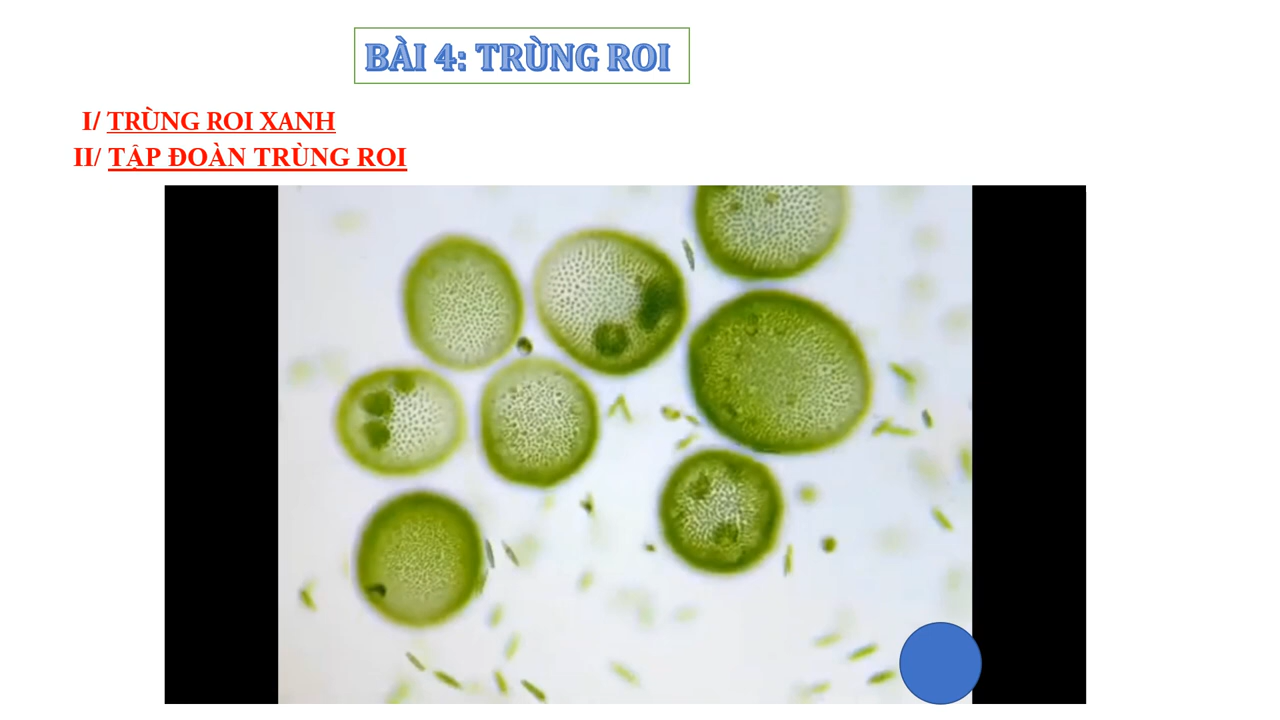 BÀI 4: TRÙNG ROI
I/ TRÙNG ROI XANH
II/ TẬP ĐOÀN TRÙNG ROI